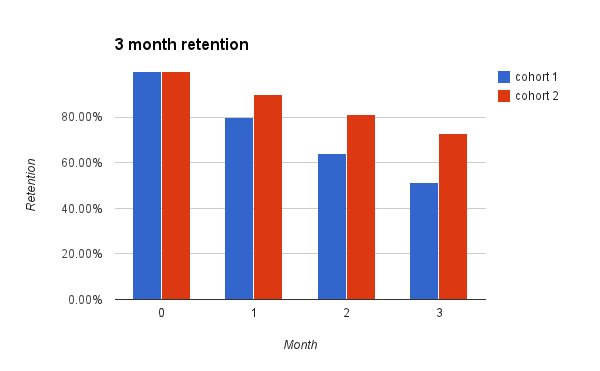 3 month retention
cohort 1
cohort 2
80.00%
60.00%
40.00%
20.00%
0.00%
Retention
0 1 2 3
Month